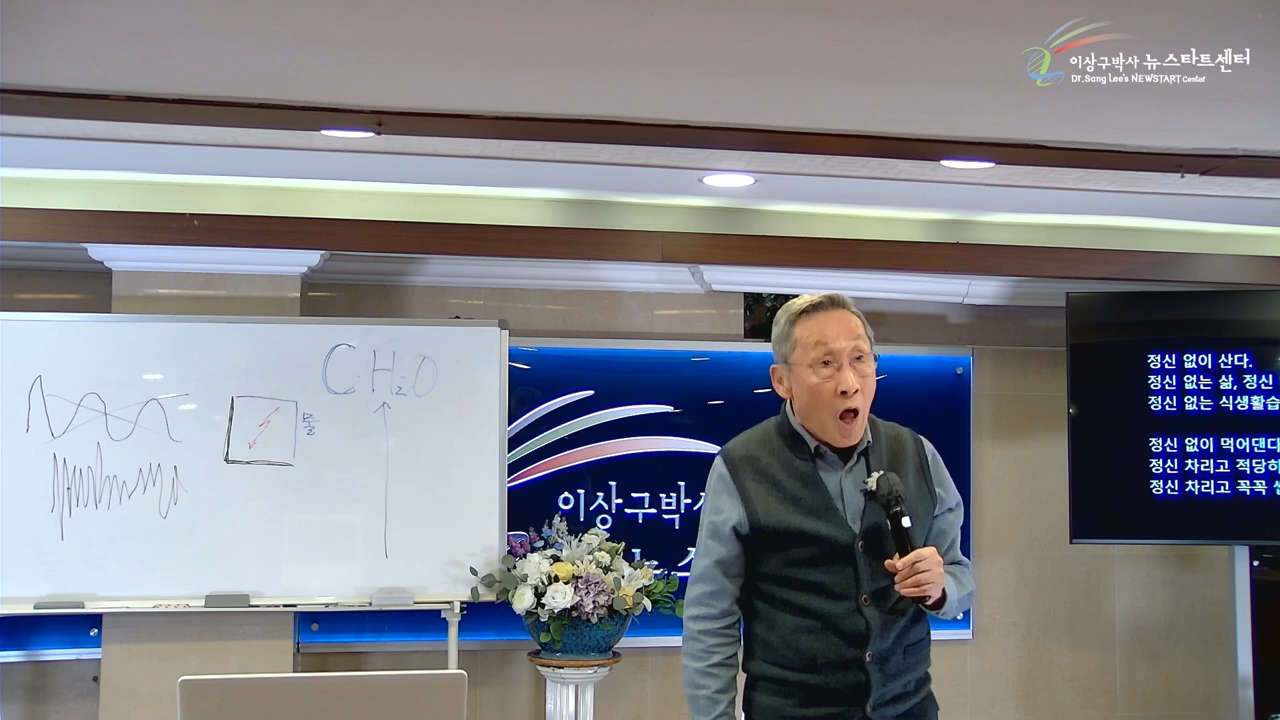 이상구박사 뉴스타트센터
Dr. Sang Lee's NEWSTART Center
C H₂O
물
이상구박사
정신 없이 산다.
정신 없는 삶, 정신
정신 없는 식생활습
정신 없이 먹어댄다
정신 차리고 적당히
정신 차리고 꼭꼭